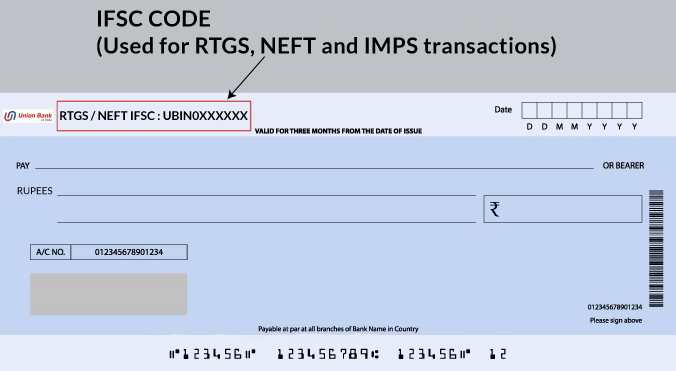 IFSC CODE
(Used for RTGS, NEFT and IMPS transactions)
Union Bank
of India
RTGS / NEFT IFSC : UBIN0XXXXXX
VALID FOR THREE MONTHS FROM THE DATE OF ISSUE
Date
D D M M Y Y Y Y
PAY
OR BEARER
RUPEES
₹
A/C NO. 012345678901234
012345678901234
Please sign above
Payable at par at all branches of Bank Name in Country
⑈123456⑈ 123456789⑆ 123456⑈ 12